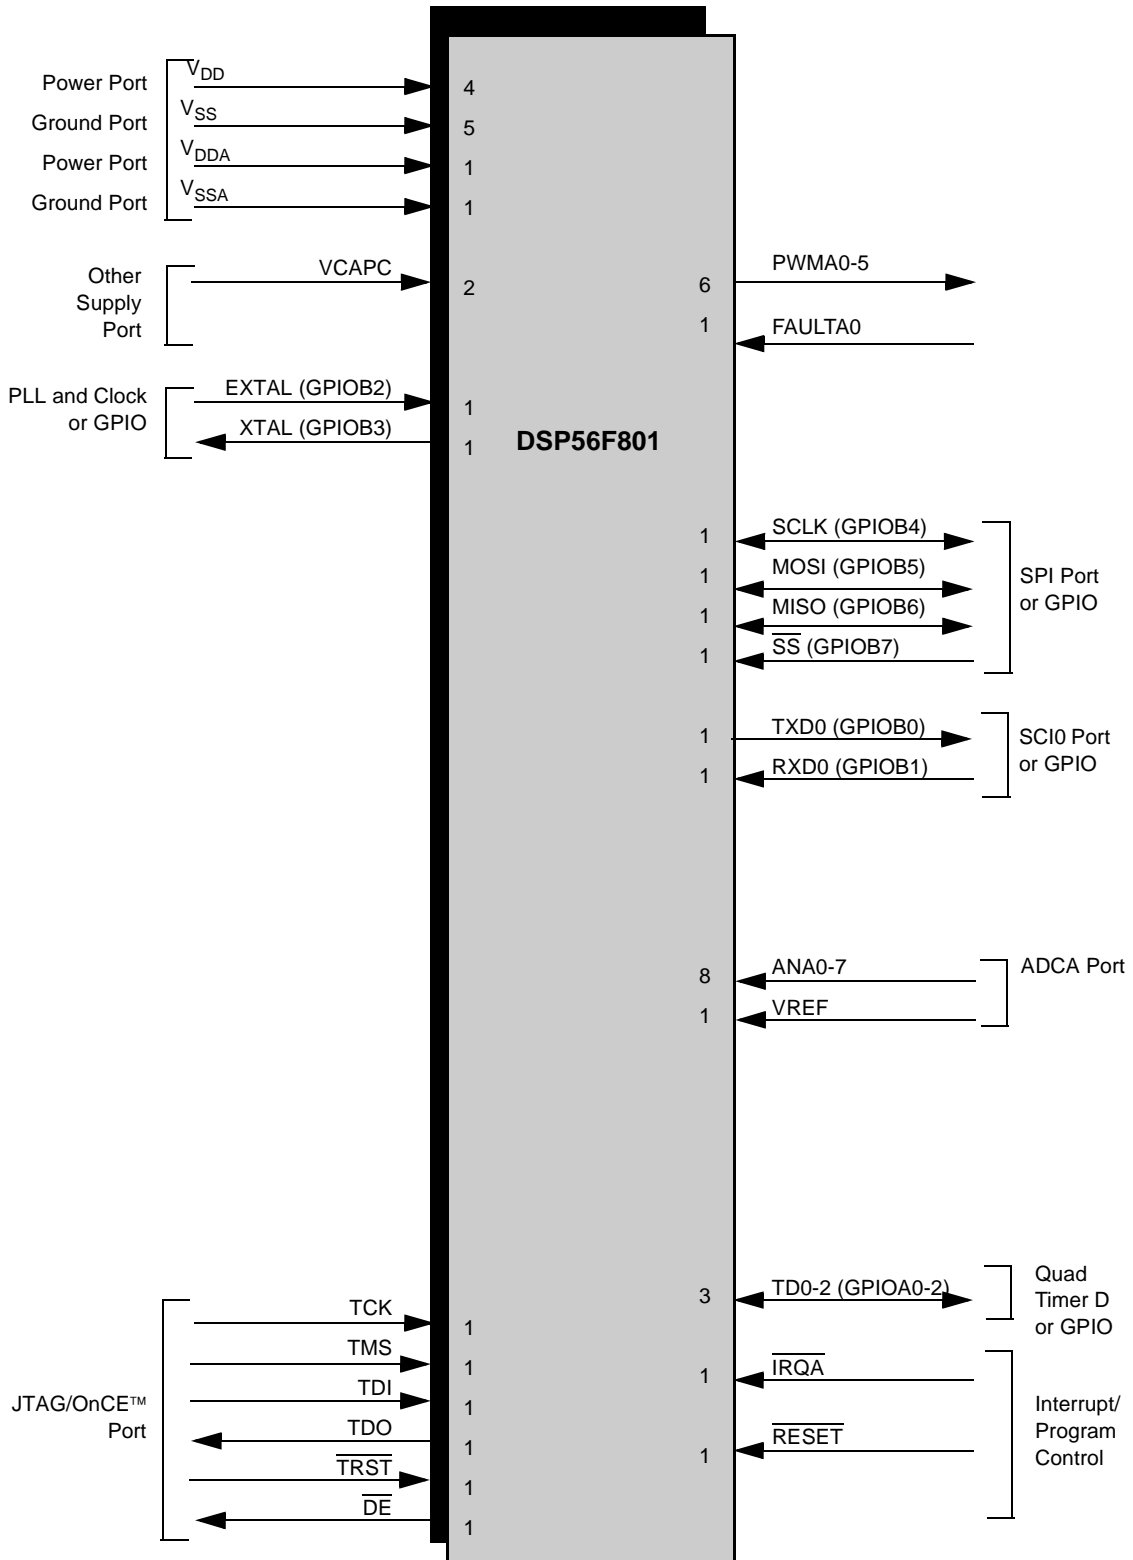 Power Port
Ground Port
Power Port
Ground Port
VDD
VSS
VDDA
VSSA
4
5
1
1
Other
Supply
Port
VCAPC
2
PLL and Clock
or GPIO
EXTAL (GPIOB2)
XTAL (GPIOB3)
1
1
DSP56F801
6
PWMA0-5
1
FAULTA0
1
SCLK (GPIOB4)
1
MOSI (GPIOB5)
1
MISO (GPIOB6)
1
SS (GPIOB7)
SPI Port
or GPIO
1
TXD0 (GPIOB0)
1
RXD0 (GPIOB1)
SCI0 Port
or GPIO
8
ANA0-7
1
VREF
ADCA Port
3
TD0-2 (GPIOA0-2)
Quad
Timer D
or GPIO
1
IRQA
1
RESET
Interrupt/
Program
Control
JTAG/OnCE™
Port
TCK
1
TMS
1
TDI
1
TDO
1
TRST
1
DE
1